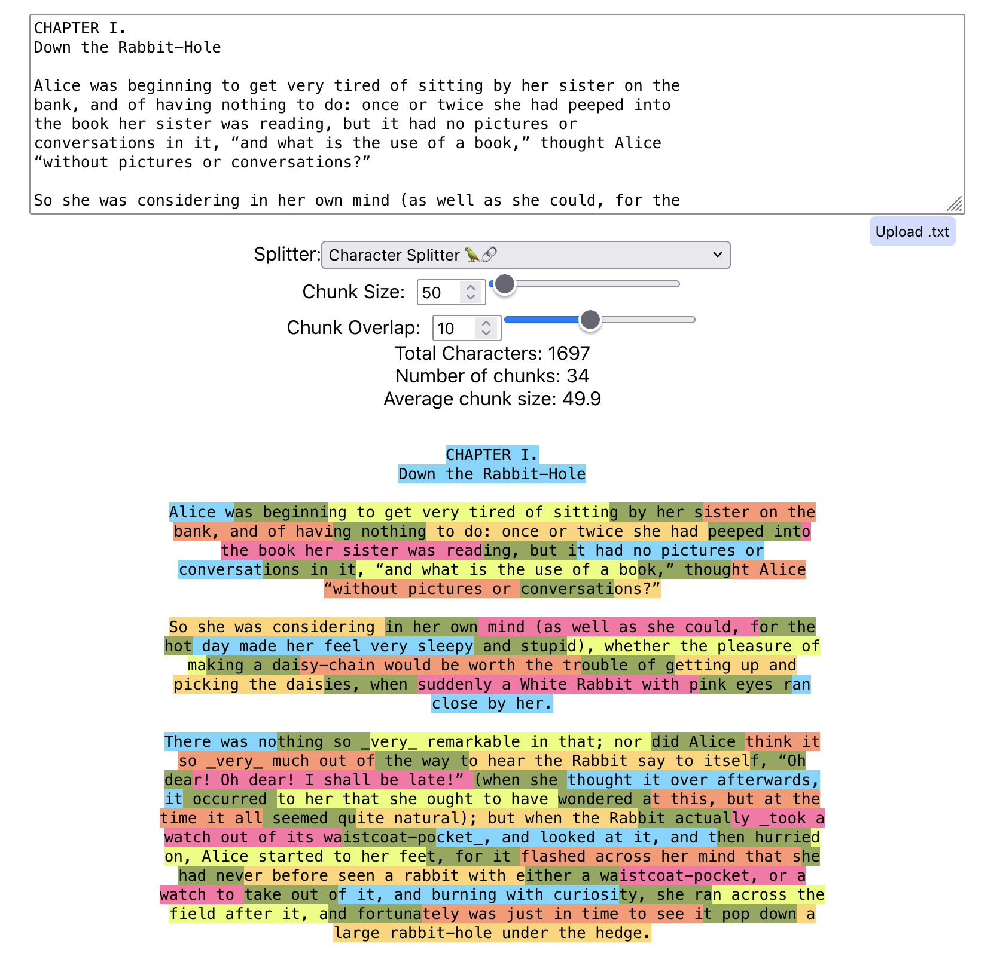 CHAPTER I.
Down the Rabbit-Hole
Alice was beginning to get very tired of sitting by her sister on the
bank, and of having nothing to do: once or twice she had peeped into
the book her sister was reading, but it had no pictures or
conversations in it, “and what is the use of a book,” thought Alice
“without pictures or conversations?”
So she was considering in her own mind (as well as she could, for the
Upload .txt
Splitter: Character Splitter 🦜🔗
Chunk Size: 50
Chunk Overlap: 10
Total Characters: 1697
Number of chunks: 34
Average chunk size: 49.9
CHAPTER I.
Down the Rabbit-Hole
Alice was beginning to get very tired of sitting by her sister on the
bank, and of having nothing to do: once or twice she had peeped into
the book her sister was reading, but it had no pictures or
conversations in it, “and what is the use of a book,” thought Alice
“without pictures or conversations?”
So she was considering in her own mind (as well as she could, for the
hot day made her feel very sleepy and stupid), whether the pleasure of
making a daisy-chain would be worth the trouble of getting up and
picking the daisies, when suddenly a White Rabbit with pink eyes ran
close by her.
There was nothing so _very_ remarkable in that; nor did Alice think it
so _very_ much out of the way to hear the Rabbit say to itself, “Oh
dear! Oh dear! I shall be late!” (when she thought it over afterwards,
it occurred to her that she ought to have wondered at this, but at the
time it all seemed quite natural); but when the Rabbit actually _took a
watch out of its waistcoat-pocket_, and looked at it, and then hurried
on, Alice started to her feet, for it flashed across her mind that she
had never before seen a rabbit with either a waistcoat-pocket, or a
watch to take out of it, and burning with curiosity, she ran across the
field after it, and fortunately was just in time to see it pop down a
large rabbit-hole under the hedge.